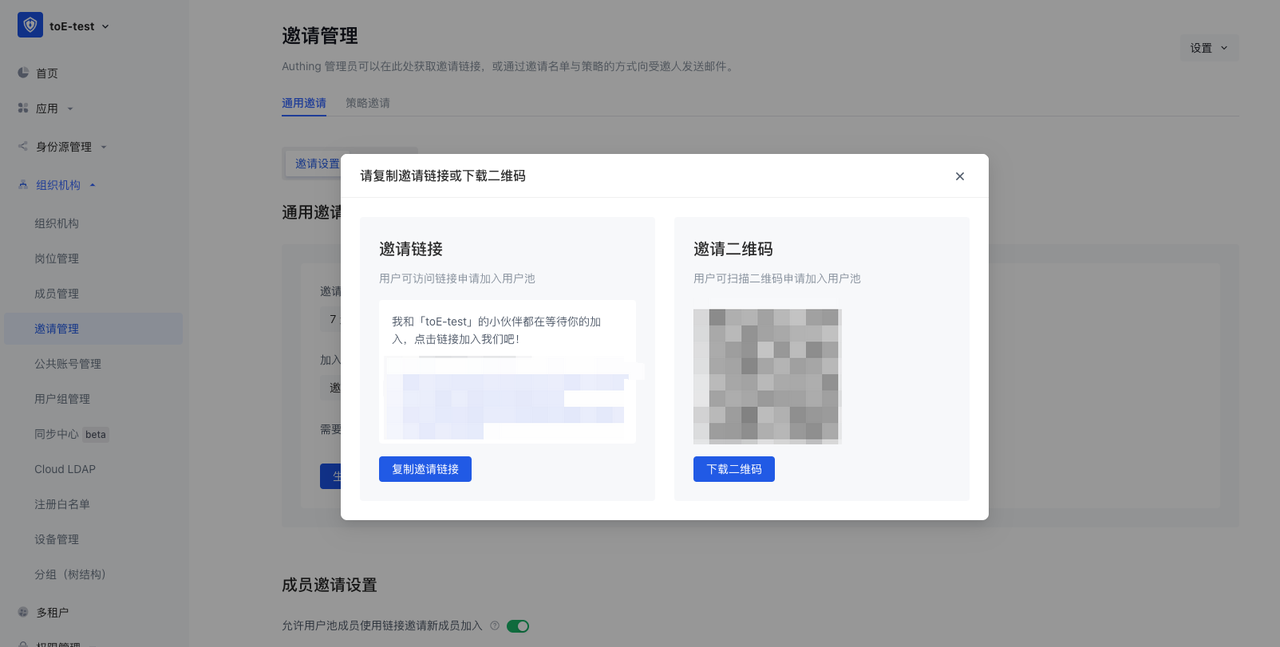 toE-test
首页
应用
身份源管理
组织机构
组织机构
岗位管理
成员管理
邀请管理
公共账号管理
用户组管理
同步中心 beta
Cloud LDAP
注册白名单
设备管理
分组（树结构）
多租户
权限管理
邀请管理
设置
Authing 管理员可以在此处获取邀请链接，或通过邀请名单与策略的方式向受邀人发送邮件。
通用邀请 策略邀请
邀请设置
通用邀请
邀请
7
加入
邀
需要
生
请复制邀请链接或下载二维码
邀请链接
用户可访问链接申请加入用户池
我和「toE-test」的小伙伴都在等待你的加
入，点击链接加入我们吧！
复制邀请链接
邀请二维码
用户可扫描二维码申请加入用户池
下载二维码
成员邀请设置
允许用户池成员使用链接邀请新成员加入